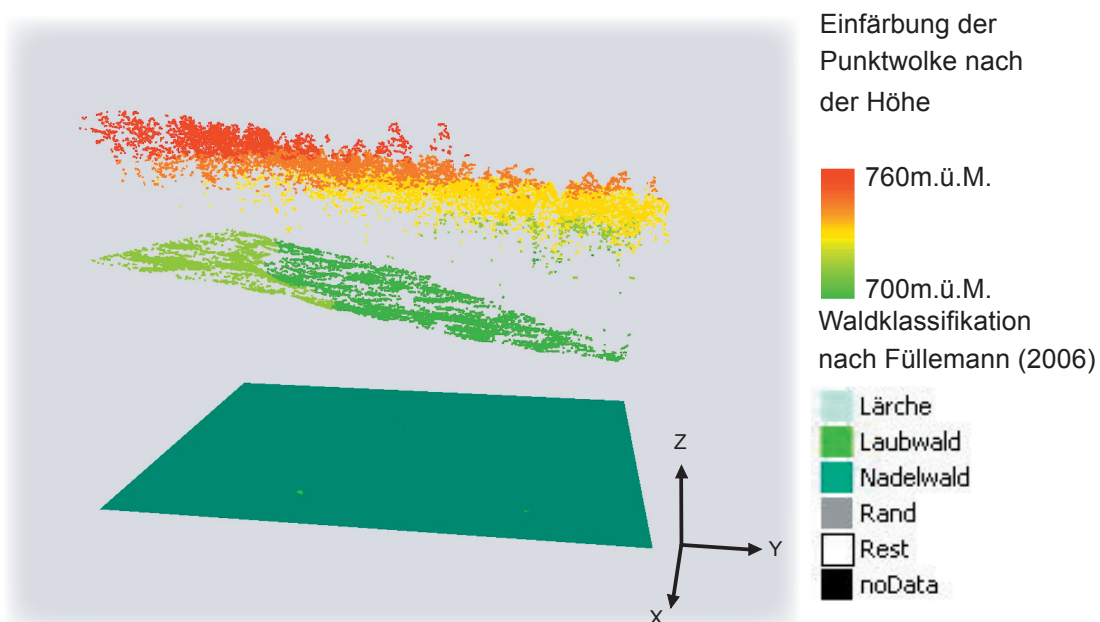 Einfärbung der
Punktwolke nach
der Höhe
760m.ü.M.
700m.ü.M.
Waldklassifikation
nach Füllemann (2006)
Lärche
Laubwald
Nadelwald
Rand
Rest
noData
Z
Y
X